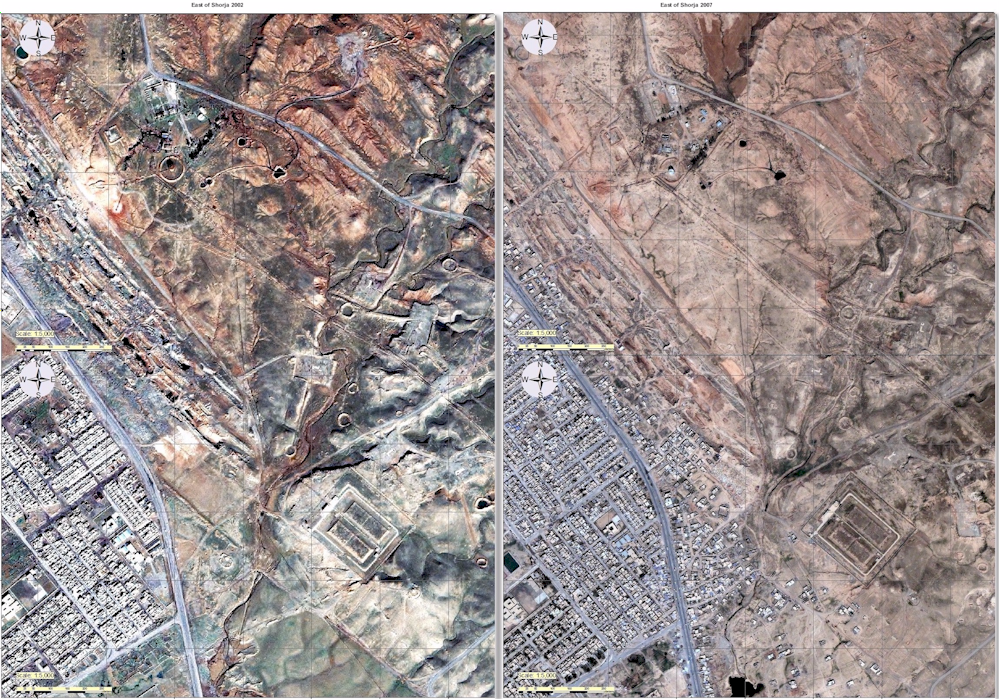 East of Shorja 2002
East of Shorja 2007
N
W E
S
N
W E
S
Scale: 1:5,000
Scale: 1:5,000
N
W E
S
N
W E
S
Scale: 1:5,000
Scale: 1:5,000